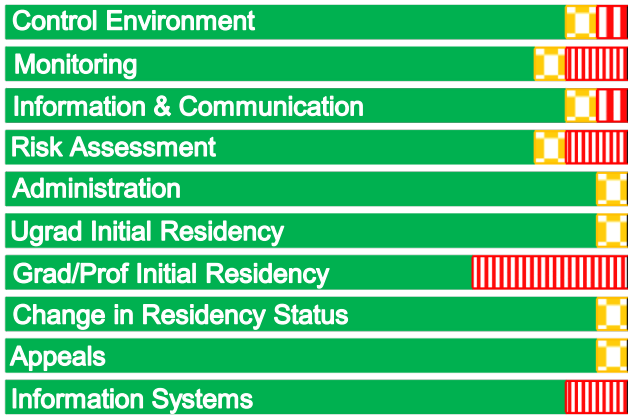 Control Environment
Monitoring
Information & Communication
Risk Assessment
Administration
Ugrad Initial Residency
Grad/Prof Initial Residency
Change in Residency Status
Appeals
Information Systems